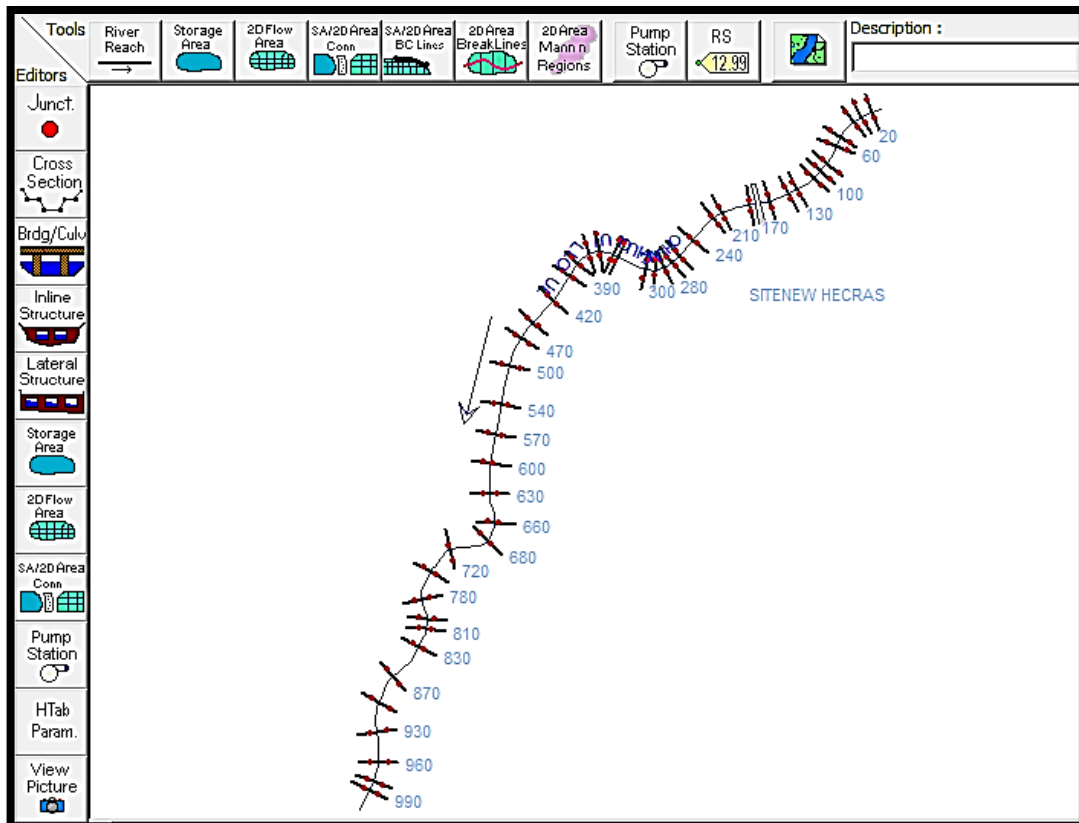 Tools
Editors
River
Reach
Storage
Area
2D Flow
Area
SA/2D Area
Conn
SA/2D Area
BC Lines
2D Area
BreakLines
2D Area
Mann n
Regions
Pump
Station
RS
12.99
Description :
Junct.
Cross
Section
Brdg/Culv
Inline
Structure
Lateral
Structure
Storage
Area
2D Flow
Area
SA/2D Area
Conn
Pump
Station
HTab
Param.
View
Picture
20
60
100
130
170
210
240
280
300
390
420
470
500
540
570
600
630
660
680
720
780
810
830
870
930
960
990
SITENEW HECRAS